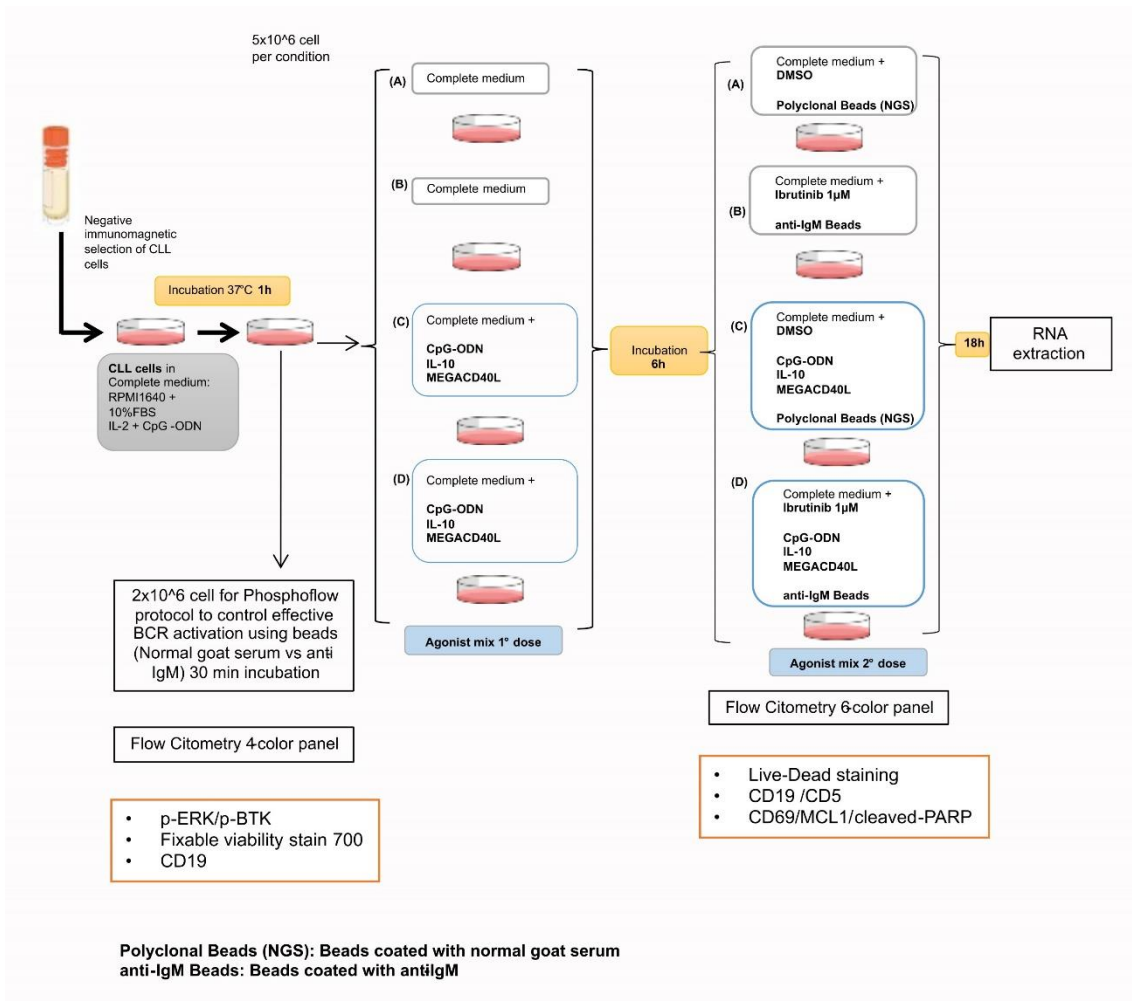 5x10^6 cell
per condition
Negative
immunomagnetic
selection of CLL
cells
Incubation 37°C 1h
CLL cells in
Complete medium:
RPMI1640 +
10%FBS
IL-2 + CpG -ODN
2x10^6 cell for Phosphoflow
protocol to control effective
BCR activation using beads
(Normal goat serum vs anti
IgM) 30 min incubation
Flow Citometry 4-color panel
• p-ERK/p-BTK
• Fixable viability stain 700
• CD19
(A)
Complete medium
(B)
Complete medium
(C)
Complete medium +
CpG-ODN
IL-10
MEGACD40L
(D)
Complete medium +
CpG-ODN
IL-10
MEGACD40L
Agonist mix 1° dose
Incubation
6h
(A)
Complete medium +
DMSO
Polyclonal Beads (NGS)
(B)
Complete medium +
Ibrutinib 1µM
anti-IgM Beads
(C)
Complete medium +
DMSO
CpG-ODN
IL-10
MEGACD40L
Polyclonal Beads (NGS)
(D)
Complete medium +
Ibrutinib 1µM
CpG-ODN
IL-10
MEGACD40L
anti-IgM Beads
Agonist mix 2° dose
18h
RNA
extraction
Flow Citometry 6-color panel
• Live-Dead staining
• CD19 /CD5
• CD69/MCL1/cleaved-PARP
Polyclonal Beads (NGS): Beads coated with normal goat serum
anti-IgM Beads: Beads coated with anti-IgM